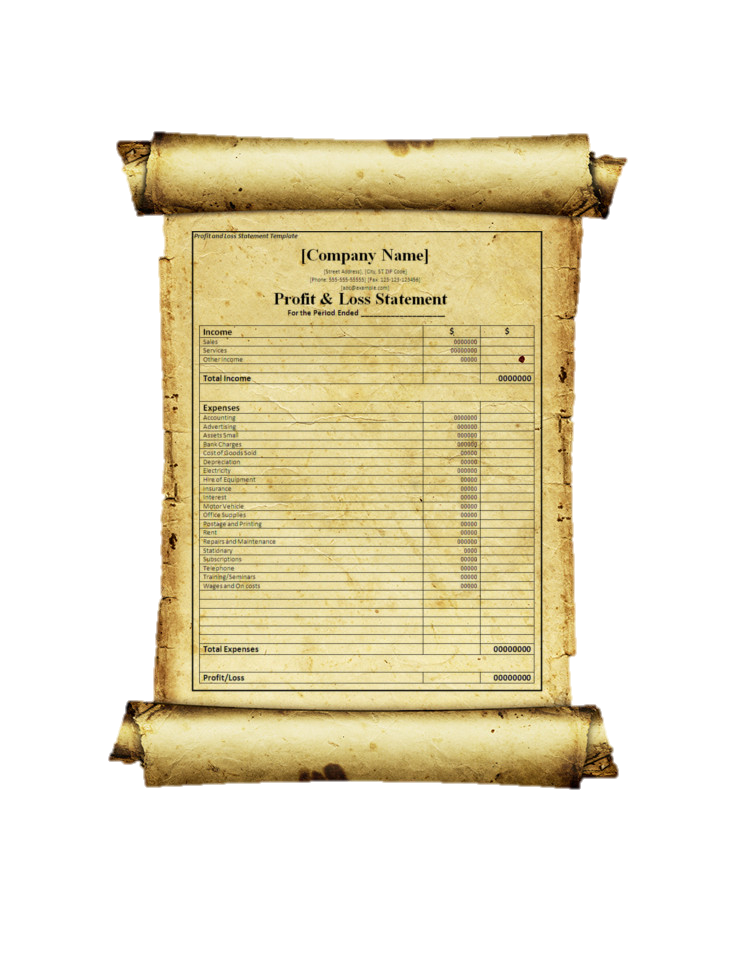 Profit and Loss Statement Template
[Company Name]
[Street Address], [City, ST ZIP Code]
[Phone: 555-555-55555] [Fax: 123-123-123456]
[abc@example.com]
Profit & Loss Statement
For the Period Ended ____________________
Income $ $
Sales 0000000
Services 00000000
Other income 00000
Total Income 0000000
Expenses
Accounting 0000000
Advertising 000000
Assets Small 000000
Bank Charges 000000
Cost of Goods Sold 00000
Depreciation 00000
Electricity 000000
Hire of Equipment 00000
Insurance 00000
Interest 00000
Motor Vehicle 00000
Office Supplies 00000
Postage and Printing 00000
Rent 00000
Repairs and Maintenance 000000
Stationary 0000
Subscriptions 00000
Telephone 00000
Training/Seminars 00000
Wages and On costs 00000
Total Expenses 00000000
Profit/Loss 00000000